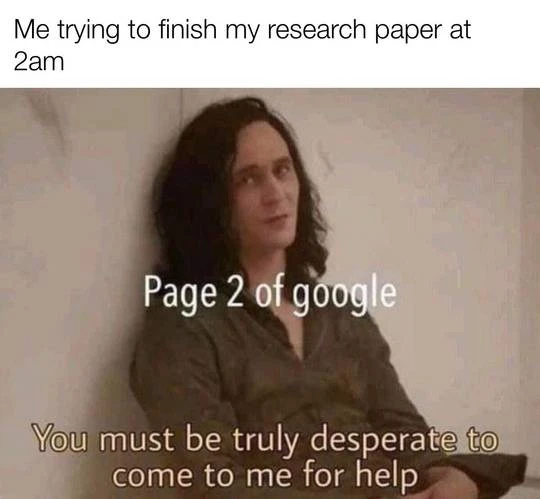 Me trying to finish my research paper at
2am
Page 2 of google
You must be truly desperate to
come to me for help